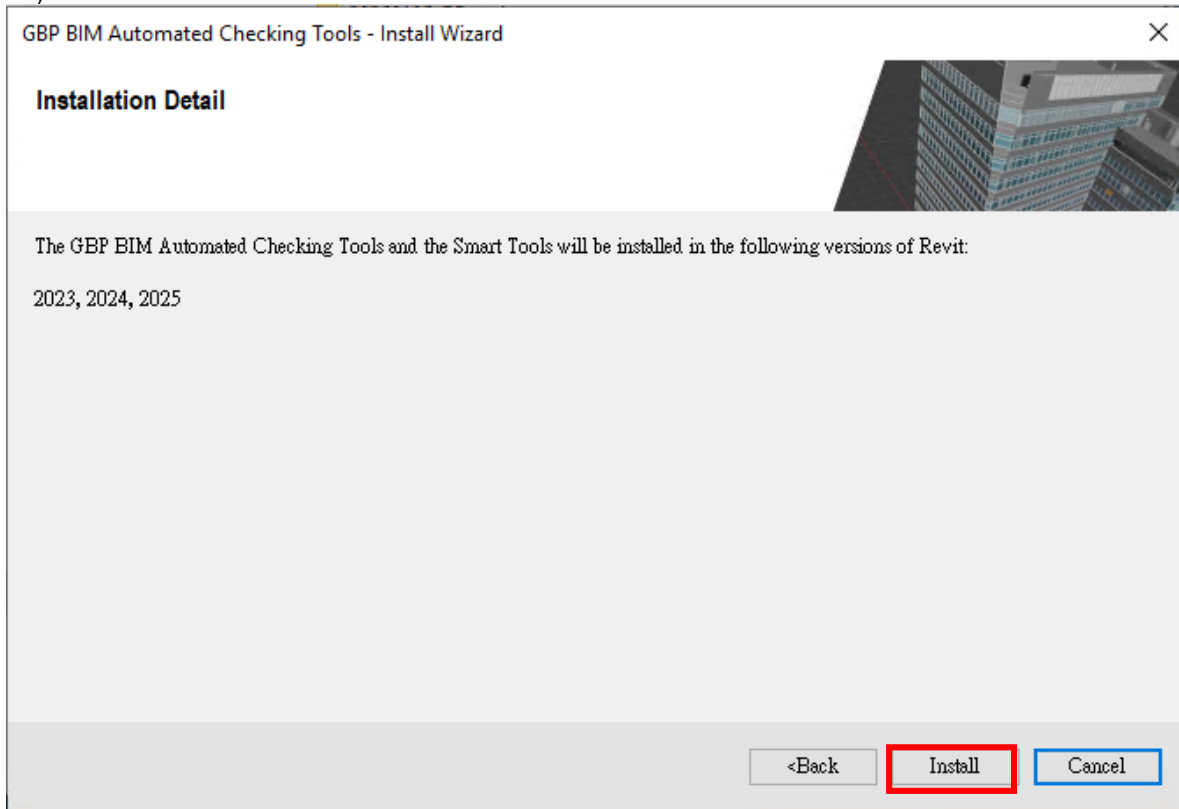 GBP BIM Automated Checking Tools - Install Wizard
Installation Detail
The GBP BIM Automated Checking Tools and the Smart Tools will be installed in the following versions of Revit:
2023, 2024, 2025
<Back
Install
Cancel